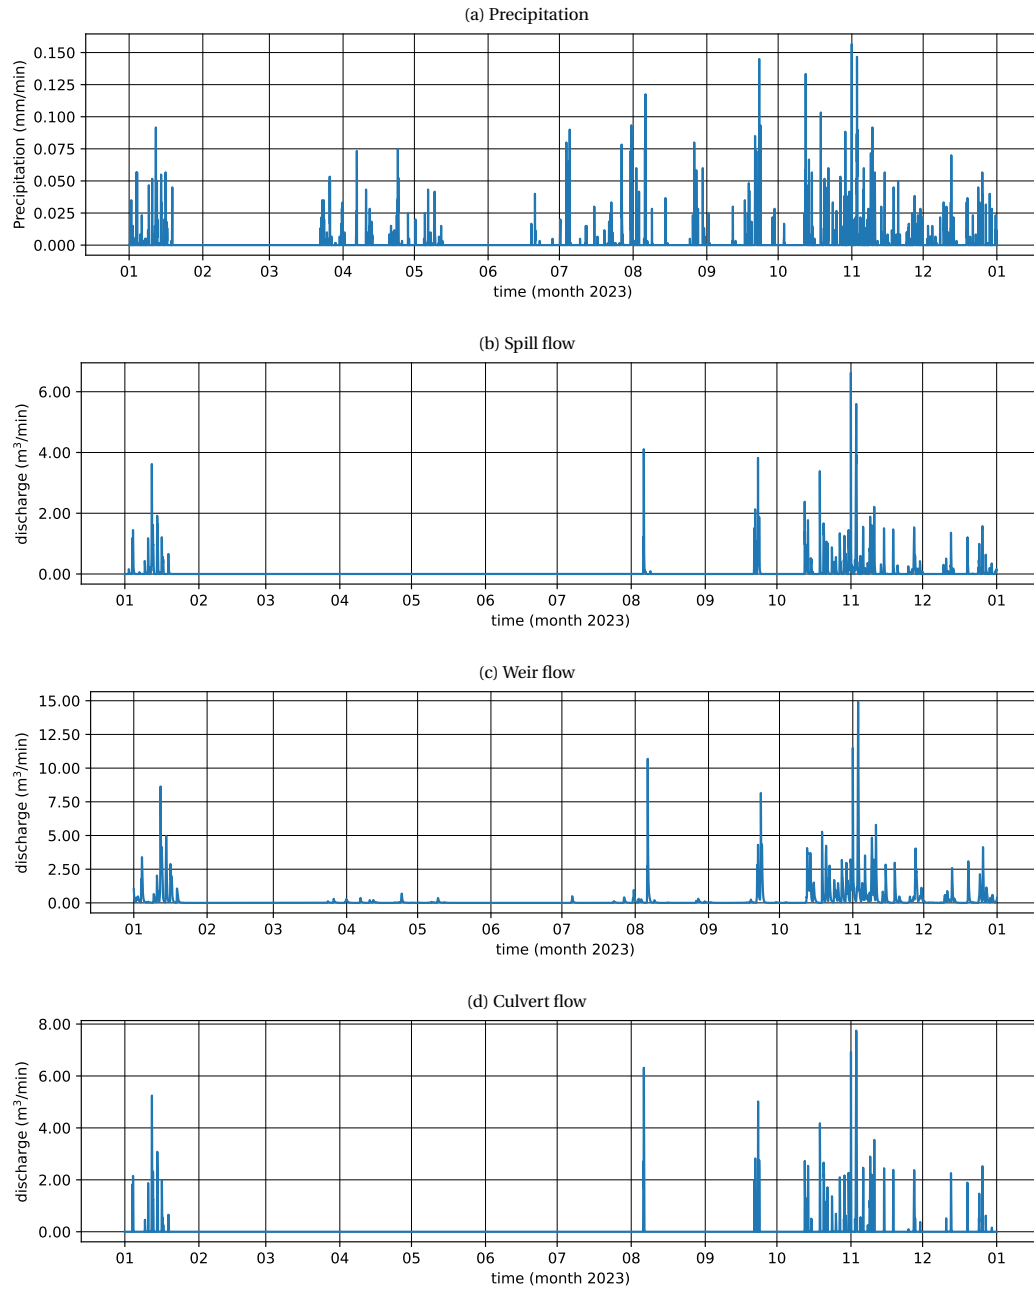 (a) Precipitation
Precipitation (mm/min)
0.150
0.125
0.100
0.075
0.050
0.025
0.000
01 02 03 04 05 06 07 08 09 10 11 12 01
time (month 2023)
(b) Spill flow
discharge (m³/min)
6.00
4.00
2.00
0.00
01 02 03 04 05 06 07 08 09 10 11 12 01
time (month 2023)
(c) Weir flow
discharge (m³/min)
15.00
12.50
10.00
7.50
5.00
2.50
0.00
01 02 03 04 05 06 07 08 09 10 11 12 01
time (month 2023)
(d) Culvert flow
discharge (m³/min)
8.00
6.00
4.00
2.00
0.00
01 02 03 04 05 06 07 08 09 10 11 12 01
time (month 2023)